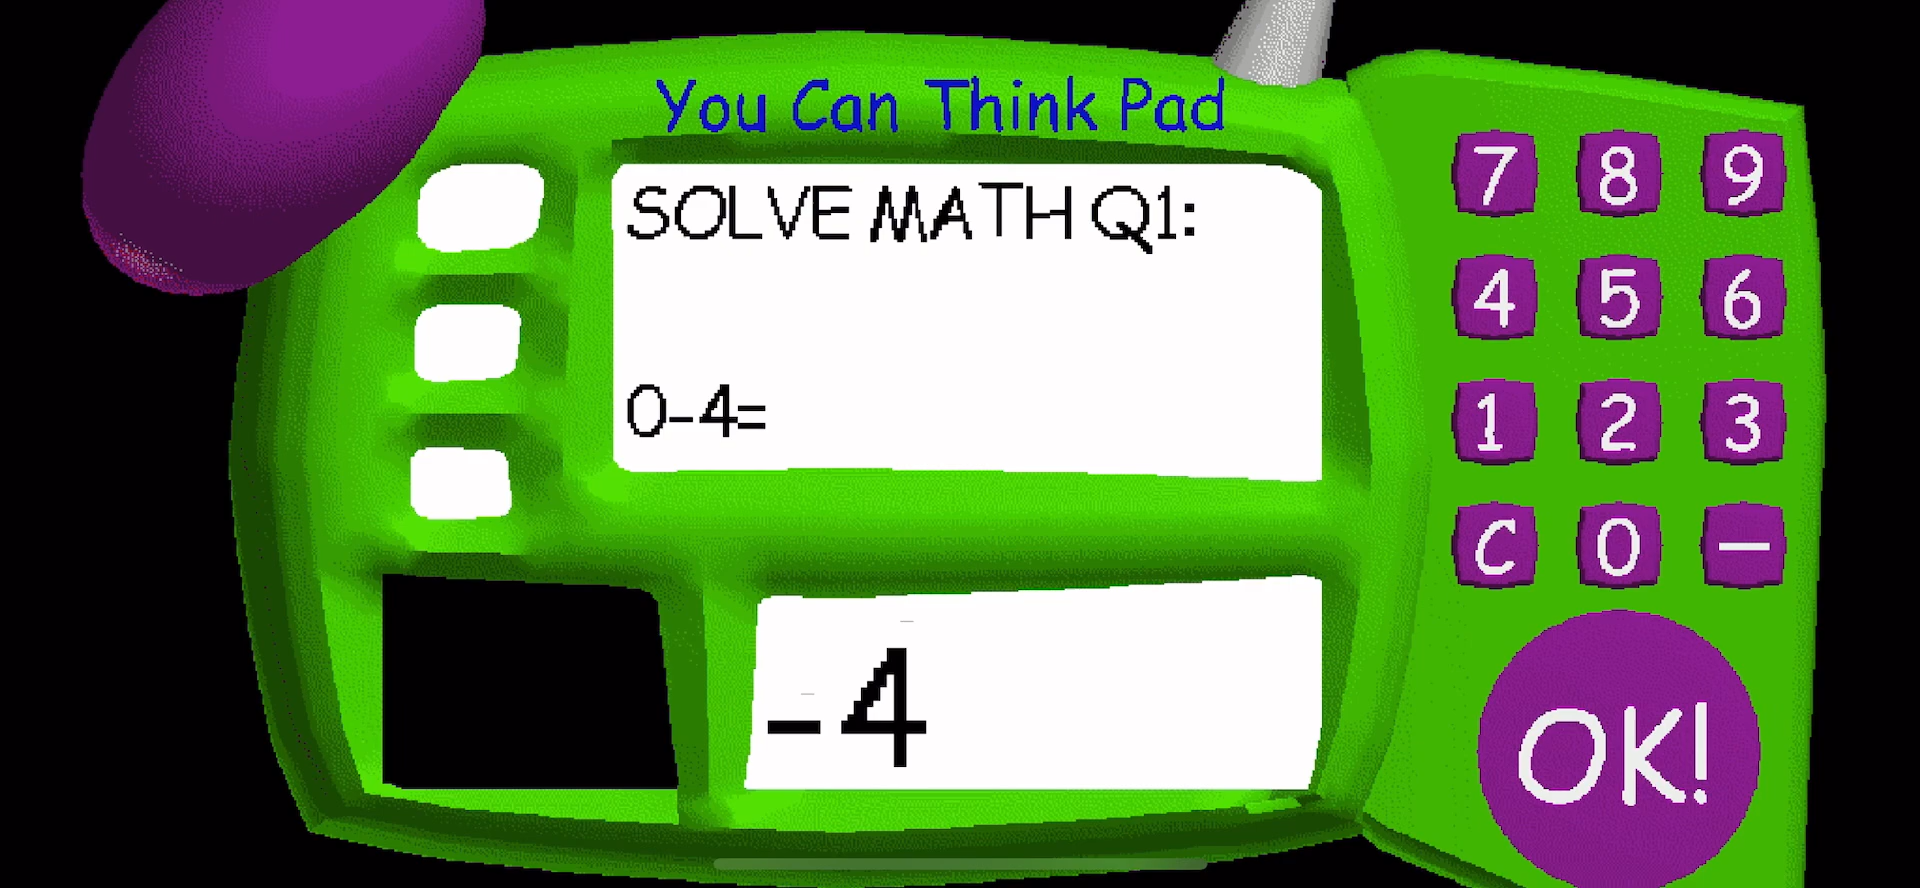 You Can Think Pad
SOLVE MATH Q1:
0-4=
-4
7 8 9
4 5 6
1 2 3
C 0 -
OK!